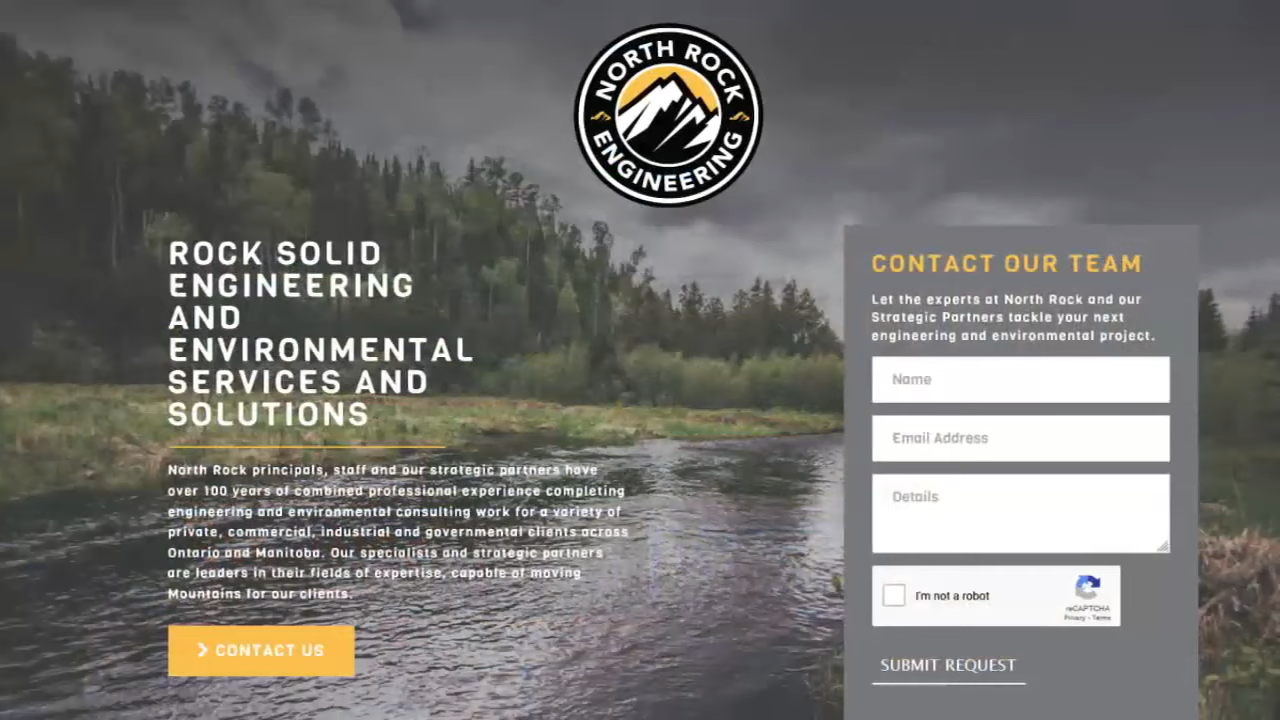 NORTH ROCK
ENGINEERING
ROCK SOLID
ENGINEERING
AND
ENVIRONMENTAL
SERVICES AND
SOLUTIONS
North Rock principals, staff and our strategic partners have
over 100 years of combined professional experience completing
engineering and environmental consulting work for a variety of
private, commercial, industrial and governmental clients across
Ontario and Manitoba. Our specialists and strategic partners
are leaders in their fields of expertise, capable of moving
Mountains for our clients.
CONTACT US
CONTACT OUR TEAM
Let the experts at North Rock and our
Strategic Partners tackle your next
engineering and environmental project.
Name
Email Address
Details
I'm not a robot
reCAPTCHA
Privacy - Terms
SUBMIT REQUEST